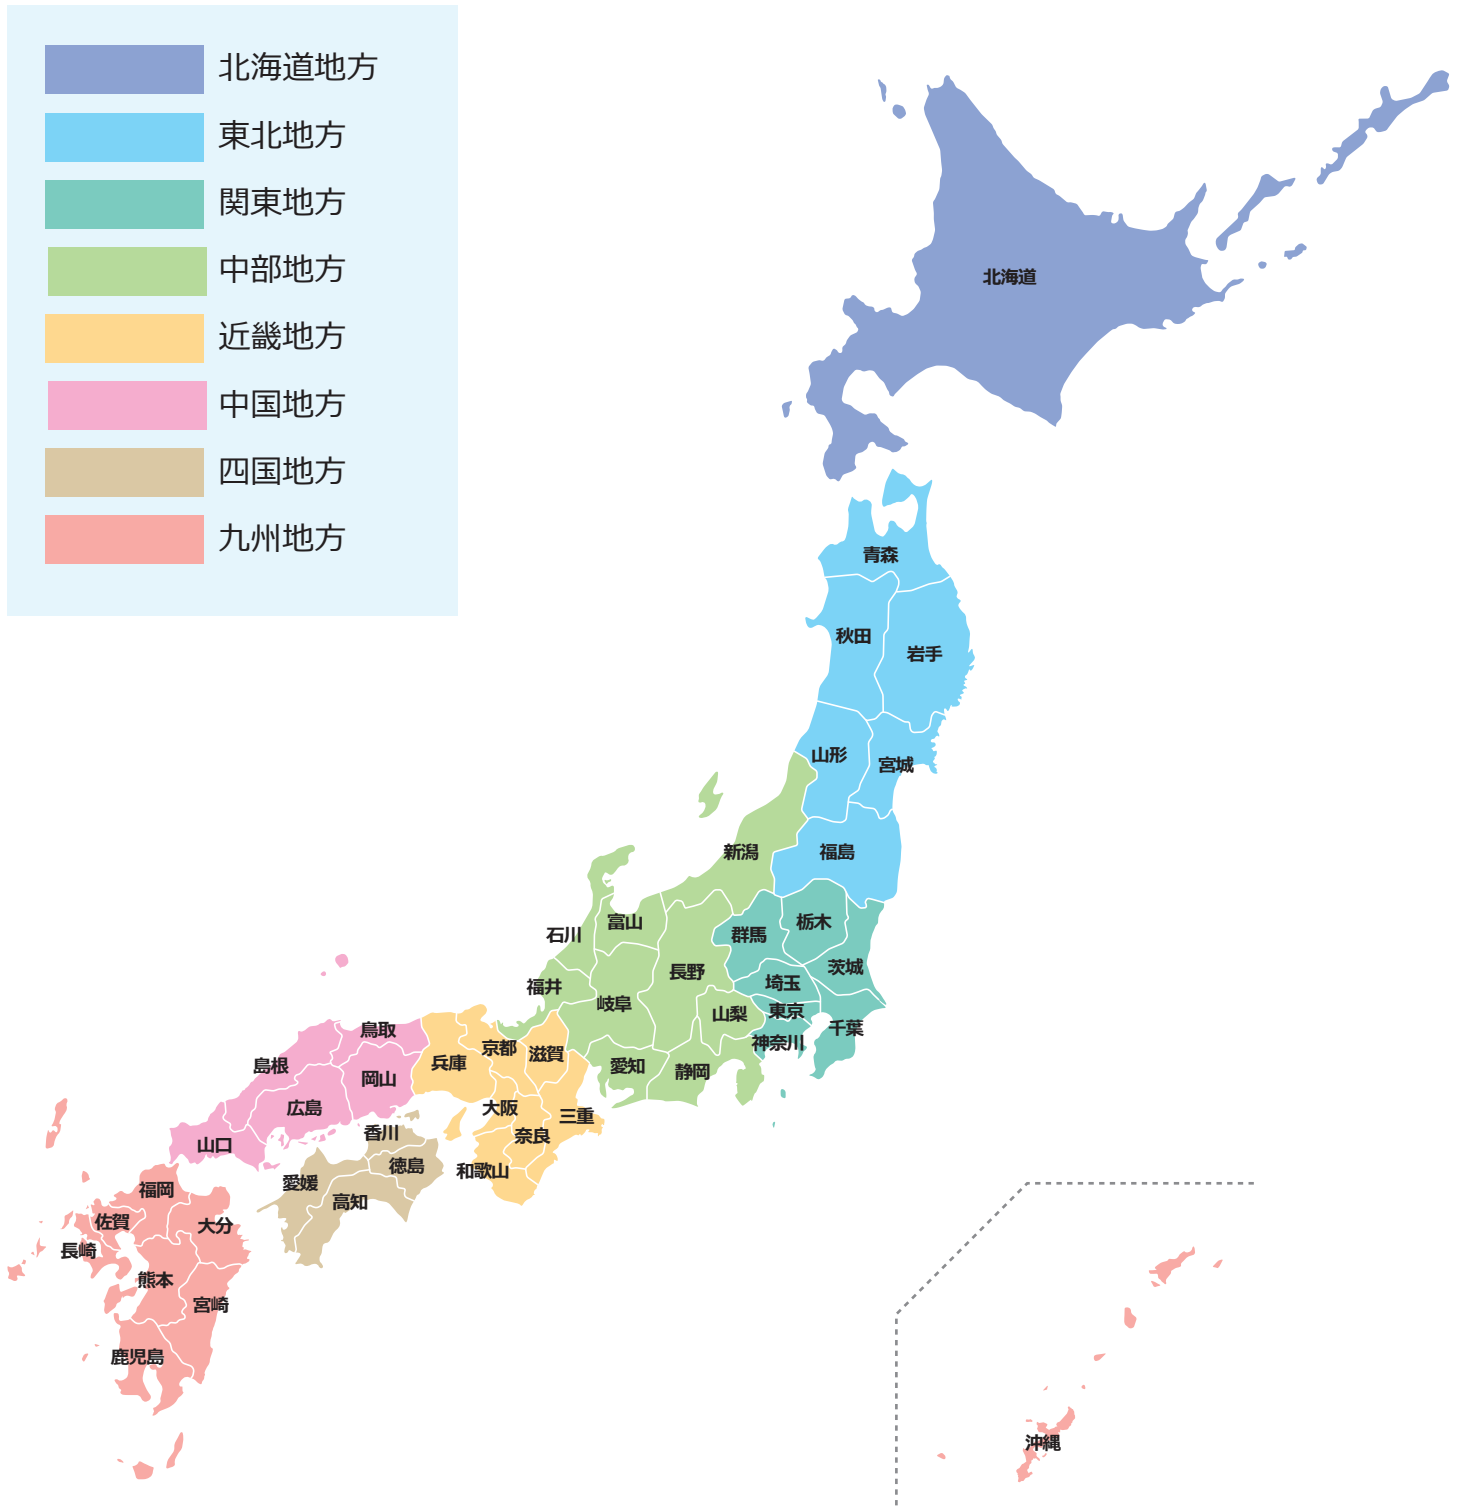 北海道地方
東北地方
関東地方
中部地方
近畿地方
中国地方
四国地方
九州地方
北海道
青森
秋田
岩手
山形
宮城
福島
新潟
富山
石川
福井
岐阜
長野
山梨
愛知
静岡
群馬
栃木
茨城
埼玉
東京
千葉
神奈川
京都
滋賀
兵庫
大阪
奈良
三重
和歌山
鳥取
島根
岡山
広島
山口
香川
徳島
愛媛
高知
福岡
佐賀
長崎
大分
熊本
宮崎
鹿児島
沖縄